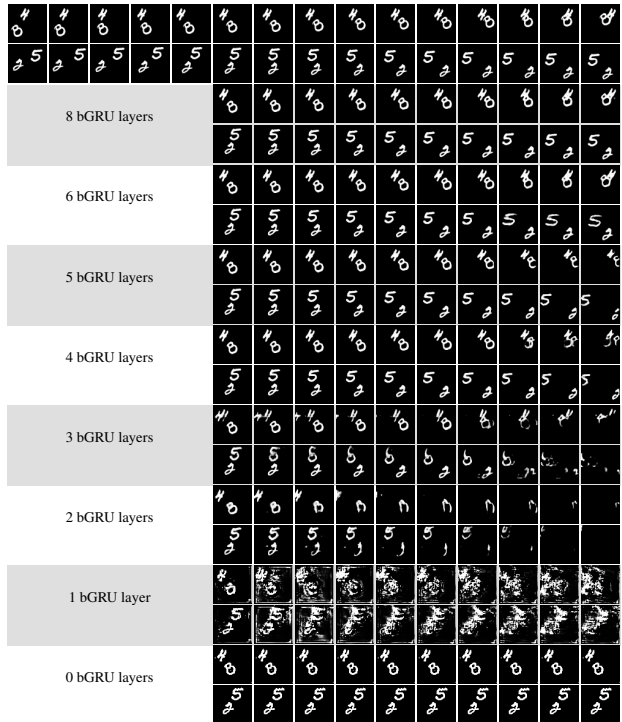 8 bGRU layers
6 bGRU layers
5 bGRU layers
4 bGRU layers
3 bGRU layers
2 bGRU layers
1 bGRU layer
0 bGRU layers